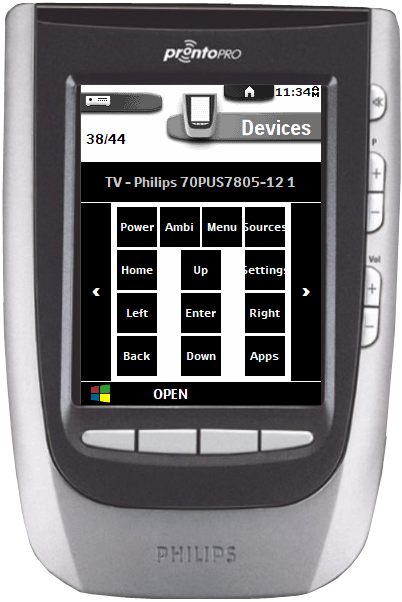 prontoPRO
11:34 AM
38/44
Devices
TV - Philips 70PUS7805-12 1
Power Ambi Menu Sources
Home Up Settings
Left Enter Right
Back Down Apps
OPEN
P
+
−
Vol
+
−
PHILIPS